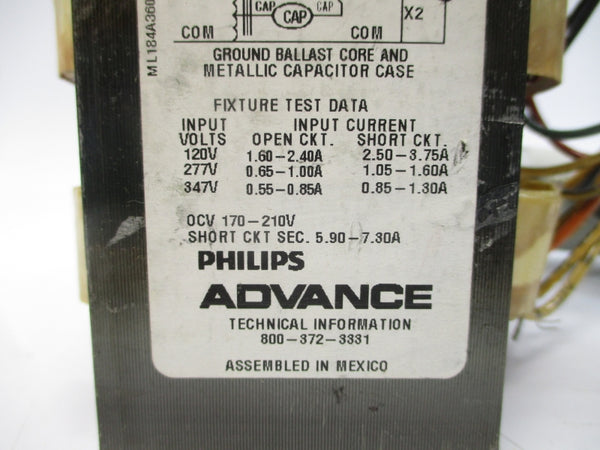 CAP
CAP
CAP
X2
COM
COM
ML184A360
GROUND BALLAST CORE AND
METALLIC CAPACITOR CASE
FIXTURE TEST DATA
INPUT INPUT CURRENT
VOLTS OPEN CKT. SHORT CKT.
120V 1.60-2.40A 2.50-3.75A
277V 0.65-1.00A 1.05-1.60A
347V 0.55-0.85A 0.85-1.30A
OCV 170-210V
SHORT CKT SEC. 5.90-7.30A
PHILIPS
ADVANCE
TECHNICAL INFORMATION
800-372-3331
ASSEMBLED IN MEXICO